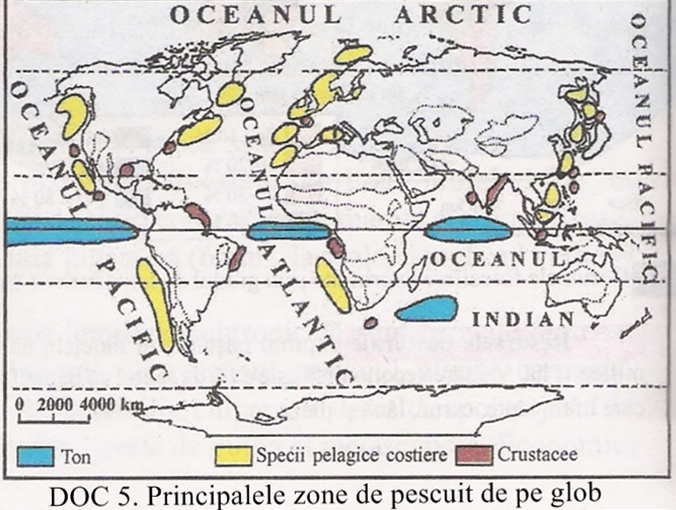 OCEANUL ARCTIC
OCEANUL PACIFIC
OCEANUL ATLANTIC
OCEANUL PACIFIC
OCEANUL INDIAN
0 2000 4000 km
Ton
Specii pelagice costiere
Crustacee
DOC 5. Principalele zone de pescuit de pe glob